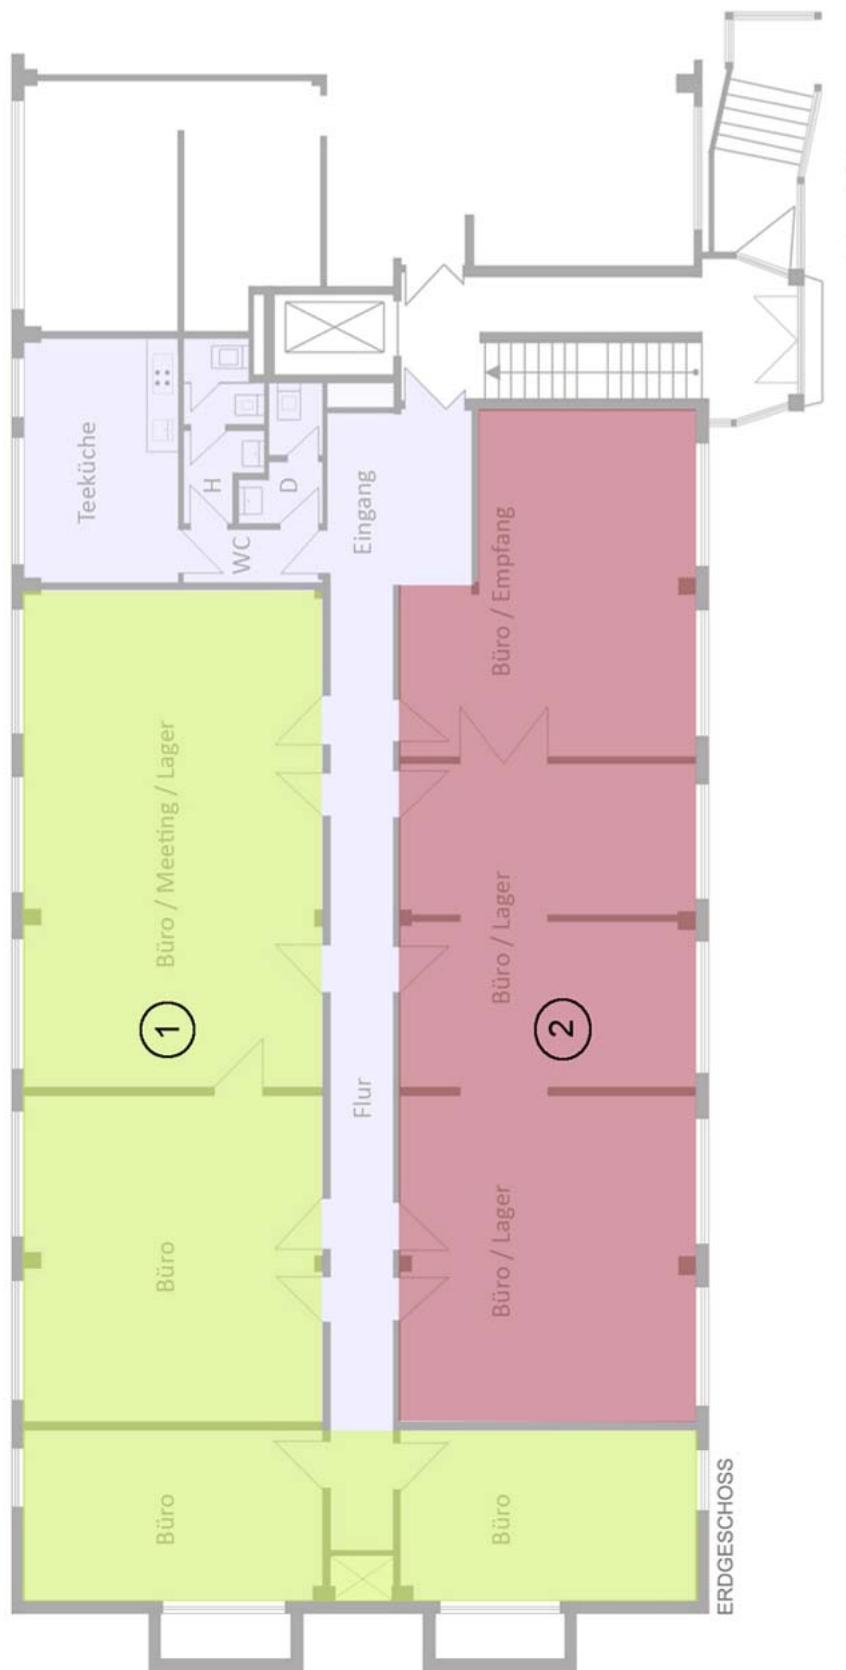 Teeküche
H
D
WC
Eingang
Büro / Empfang
Büro / Meeting / Lager
Büro / Lager
1
2
Flur
Büro
Büro / Lager
Büro
Büro
ERDGESCHOSS